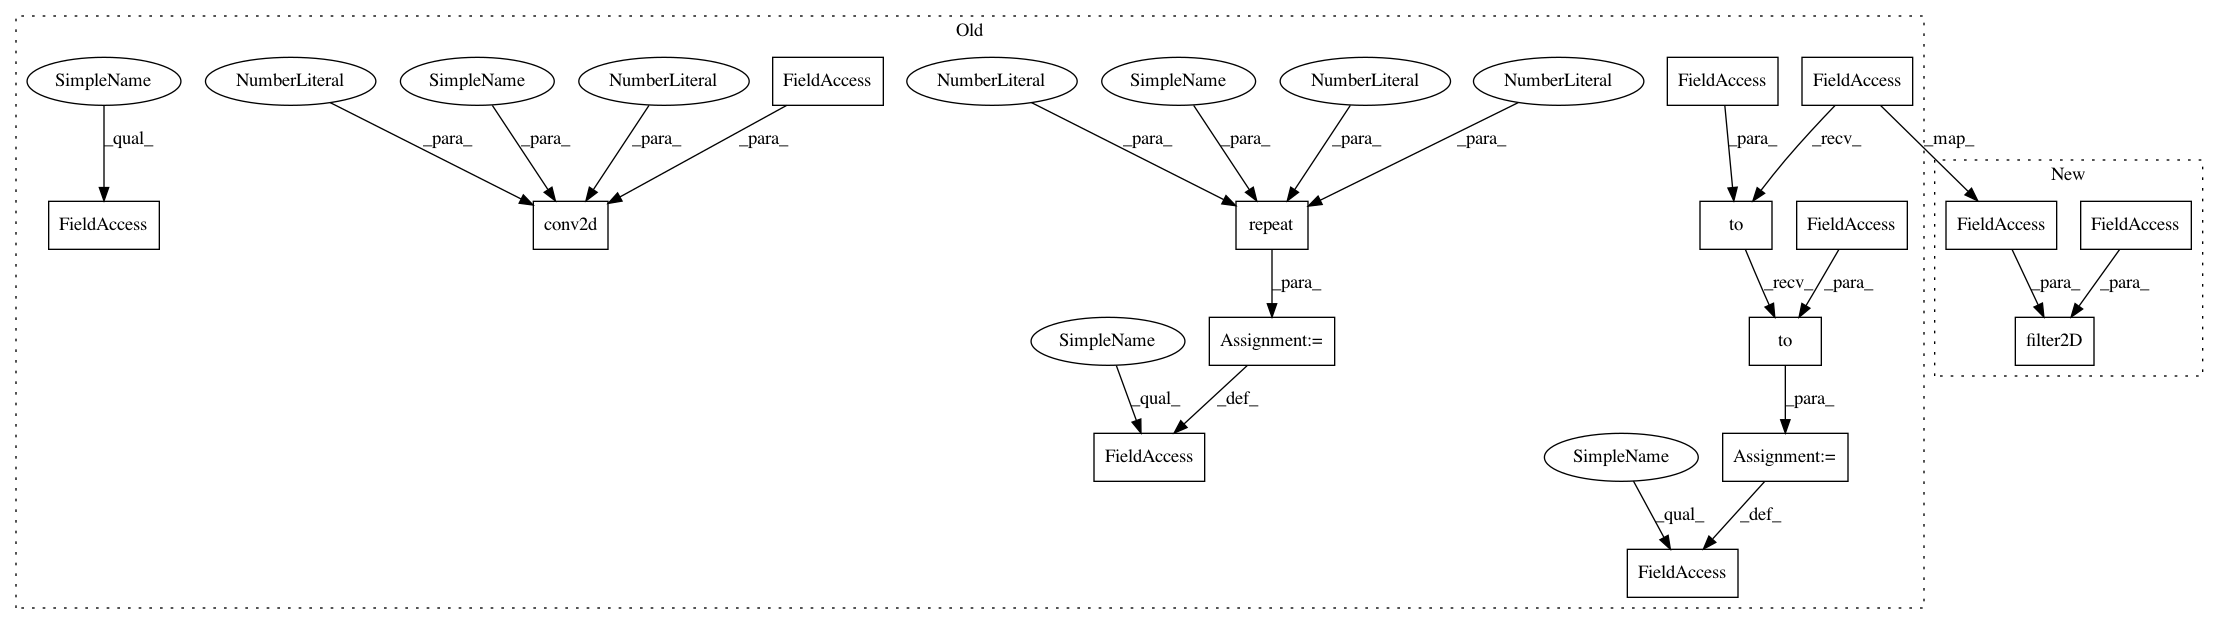 Old
SimpleName
NumberLiteral
SimpleName
NumberLiteral
FieldAccess
NumberLiteral
SimpleName
NumberLiteral
NumberLiteral
FieldAccess
FieldAccess
_qual_
_para_
_para_
_para_
_para_
_para_
_para_
_para_
_para_
_para_
_recv_
_map_
New
FieldAccess
conv2d
repeat
to
FieldAccess
FieldAccess
FieldAccess
_para_
_recv_
_para_
_para_
_para_
SimpleName
Assignment:=
to
filter2D
_qual_
_def_
_para_
FieldAccess
SimpleName
Assignment:=
_qual_
_def_
FieldAccess